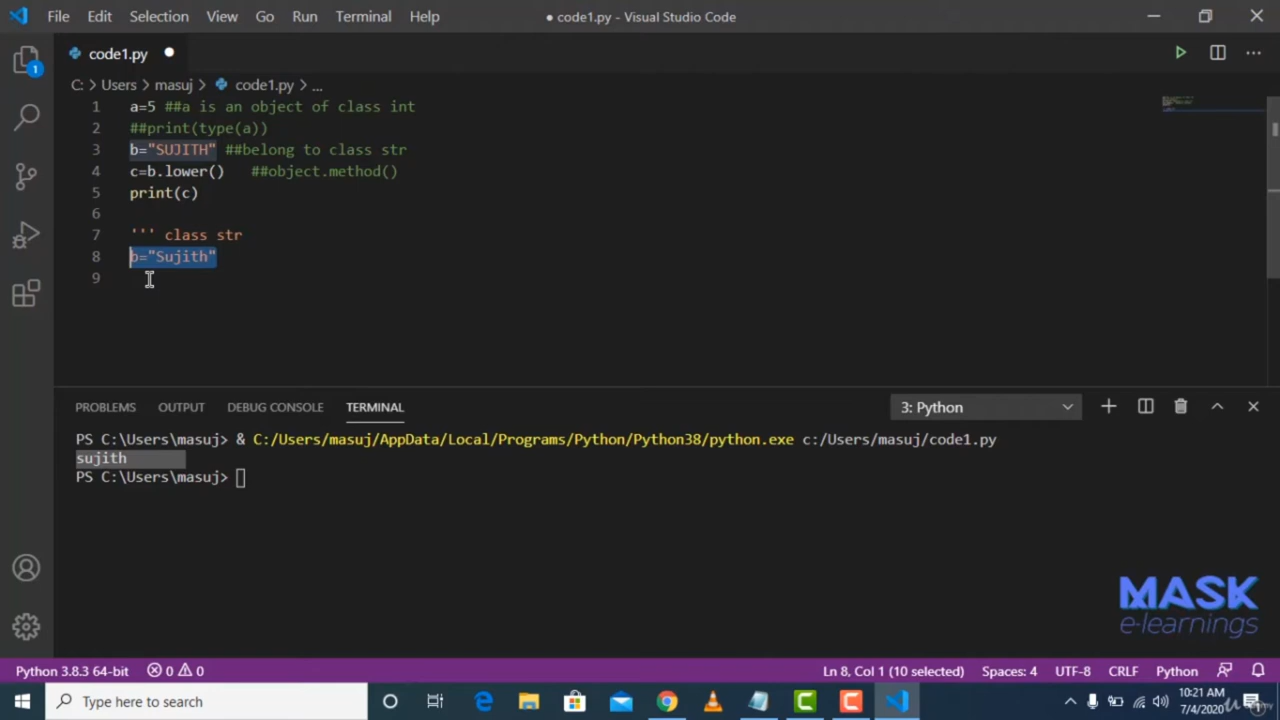 File Edit Selection View Go Run Terminal Help
● code1.py - Visual Studio Code
code1.py
C: > Users > masuj > code1.py > ...
1
1 a=5 ##a is an object of class int
2 ##print(type(a))
3 b="SUJITH" ##belong to class str
4 c=b.lower() ##object.method()
5 print(c)
6
7 ''' class str
8 b="Sujith"
9
PROBLEMS OUTPUT DEBUG CONSOLE TERMINAL
3: Python
PS C:\Users\masuj> & C:/Users/masuj/AppData/Local/Programs/Python/Python38/python.exe c:/Users/masuj/code1.py
sujith
PS C:\Users\masuj>
MASK
e-learnings
Python 3.8.3 64-bit 0 0 Ln 8, Col 1 (10 selected) Spaces: 4 UTF-8 CRLF Python
Type here to search
10:21 AM
7/4/2020